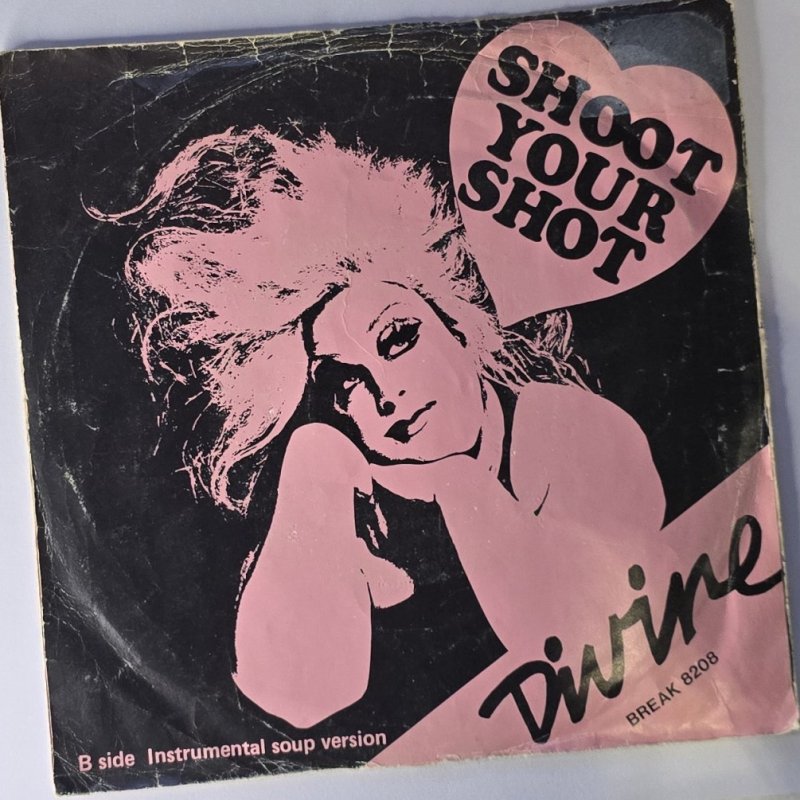 SHOOT
YOUR
SHOT
Divine
BREAK 8208
B side Instrumental soup version